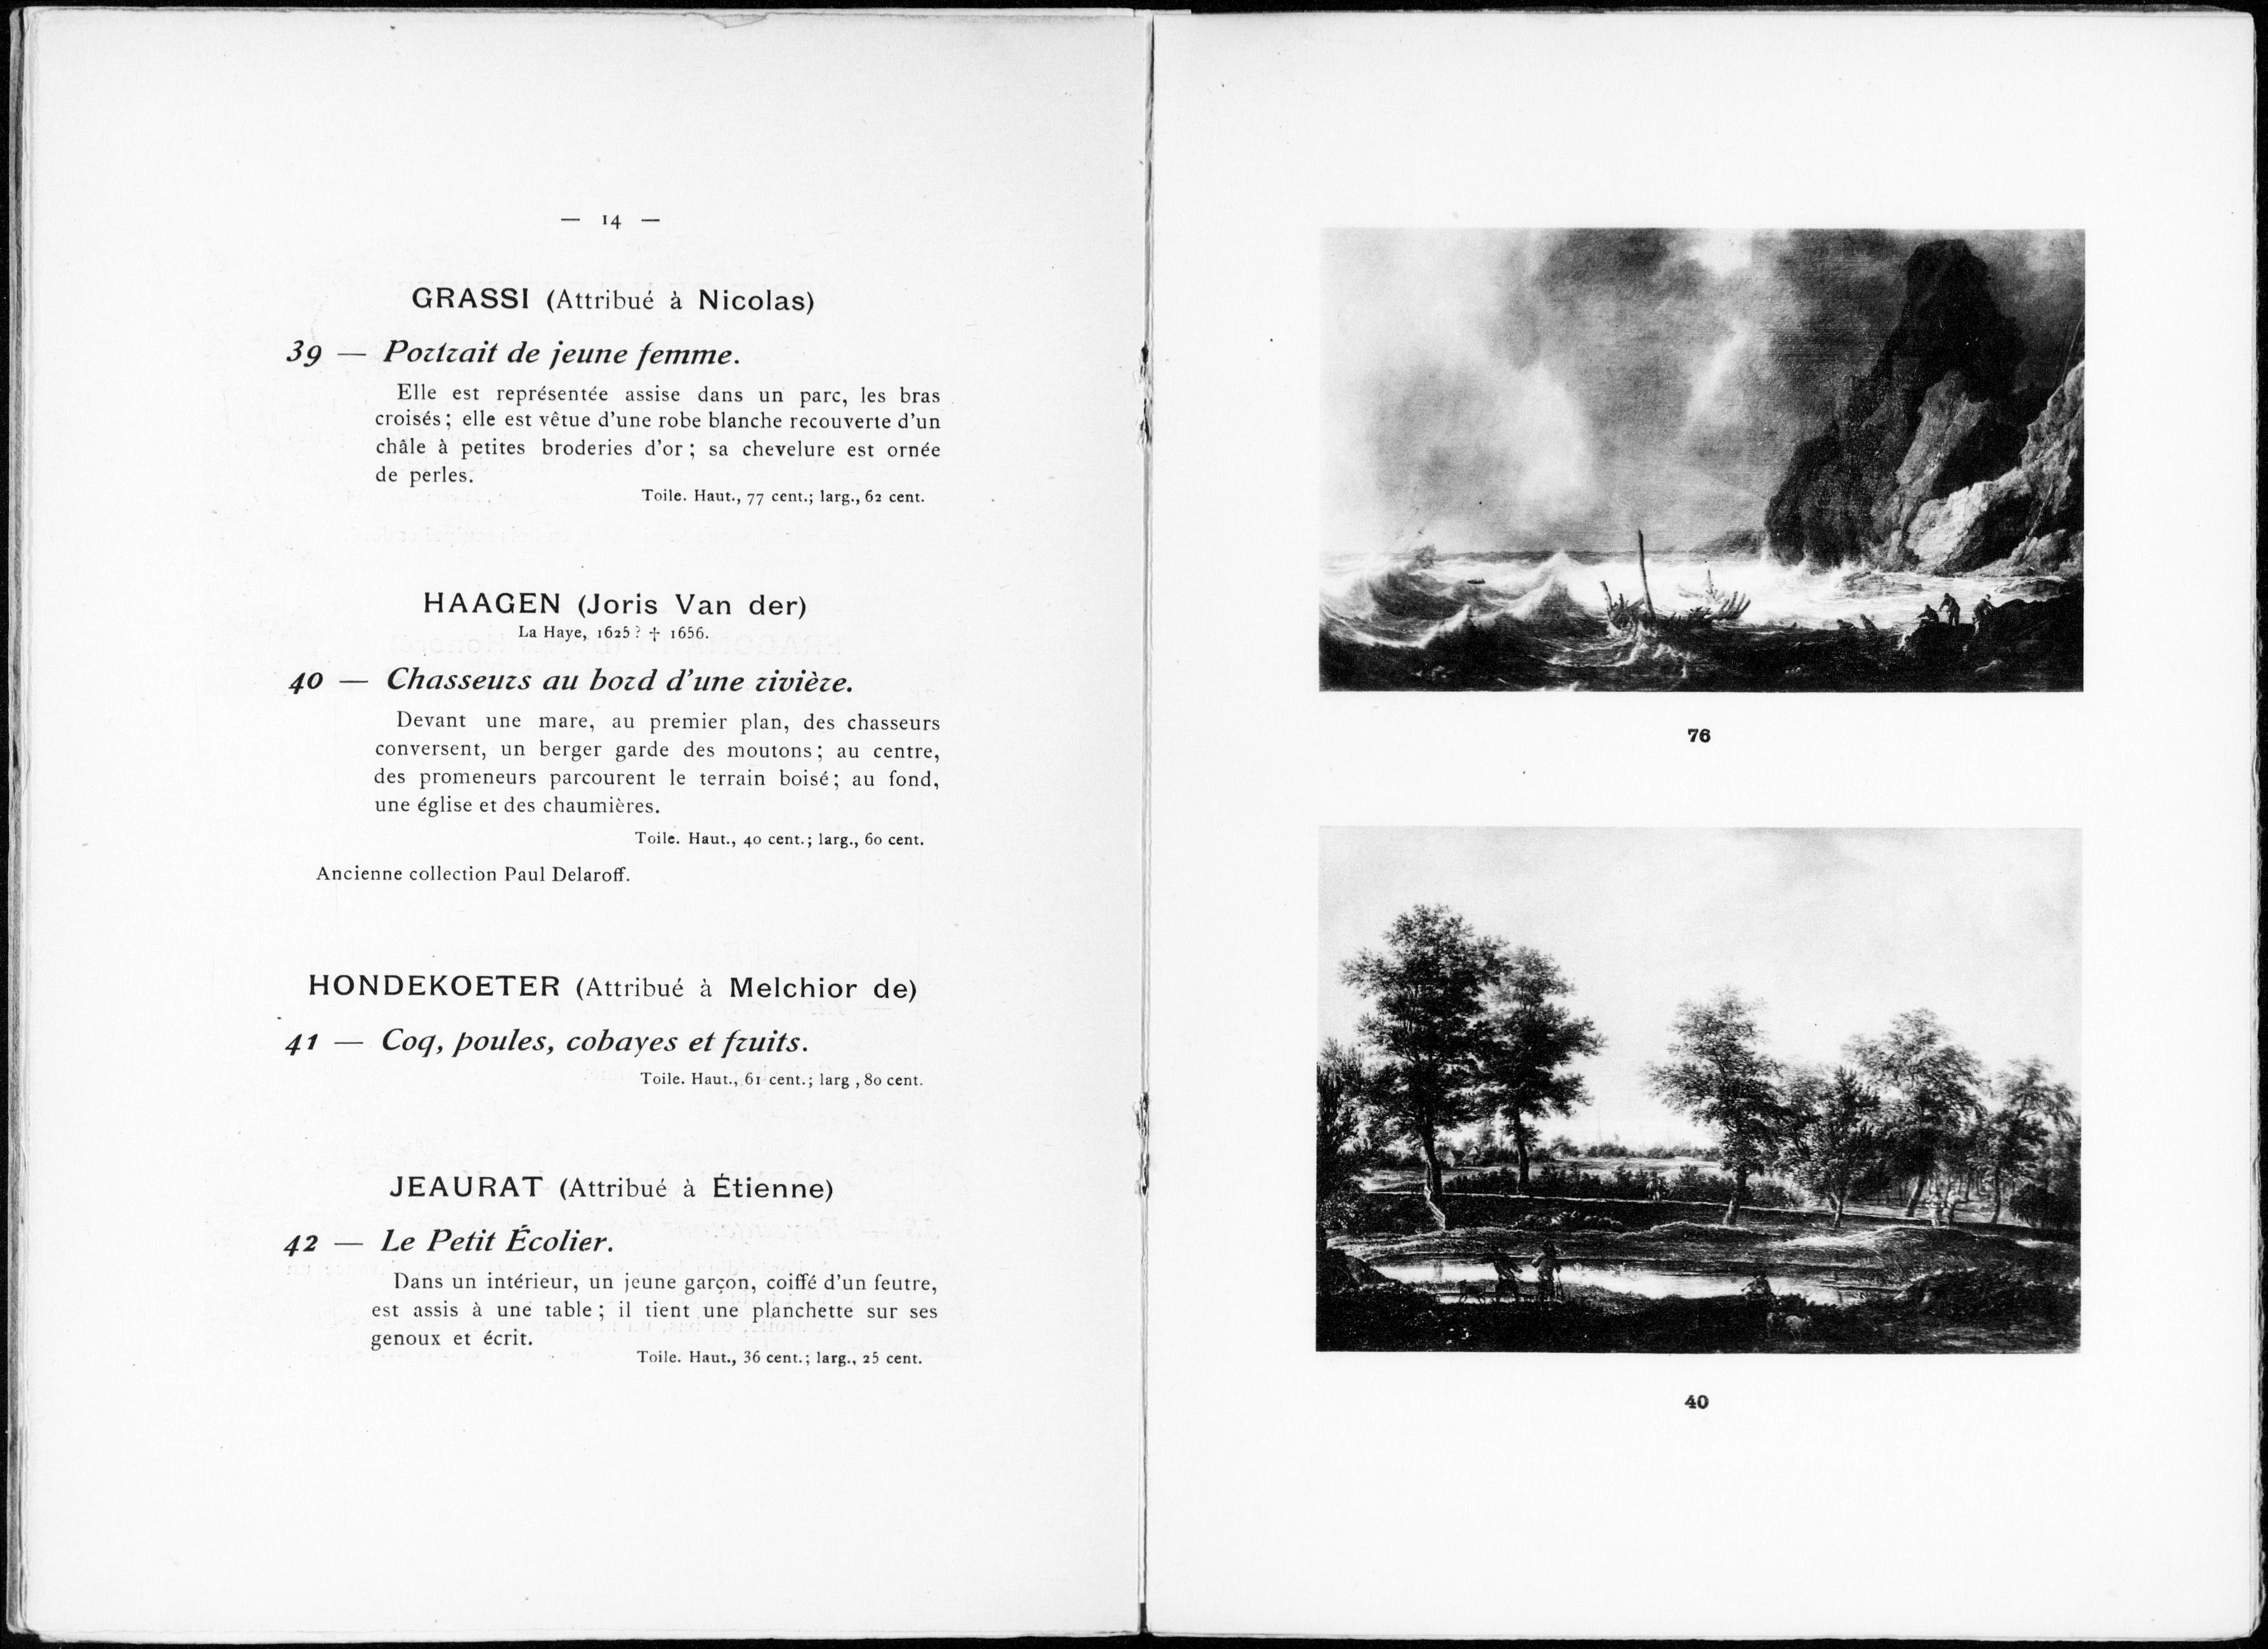 — 14 —
GRASSI (Attribué à Nicolas)
39 — Portrait de jeune femme.
Elle est représentée assise dans un parc, les bras
croisés; elle est vêtue d'une robe blanche recouverte d'un
châle à petites broderies d'or; sa chevelure est ornée
de perles.
Toile. Haut., 77 cent.; larg., 62 cent.
HAAGEN (Joris Van der)
La Haye, 1625? † 1656.
40 — Chasseurs au bord d'une rivière.
Devant une mare, au premier plan, des chasseurs
conversent, un berger garde des moutons; au centre,
des promeneurs parcourent le terrain boisé; au fond,
une église et des chaumières.
Toile. Haut., 40 cent.; larg., 60 cent.
Ancienne collection Paul Delaroff.
HONDEKOETER (Attribué à Melchior de)
41 — Coq, poules, cobayes et fruits.
Toile. Haut., 61 cent.; larg , 80 cent.
JEAURAT (Attribué à Étienne)
42 — Le Petit Écolier.
Dans un intérieur, un jeune garçon, coiffé d'un feutre,
est assis à une table; il tient une planchette sur ses
genoux et écrit.
Toile. Haut., 36 cent.; larg., 25 cent.
76
40